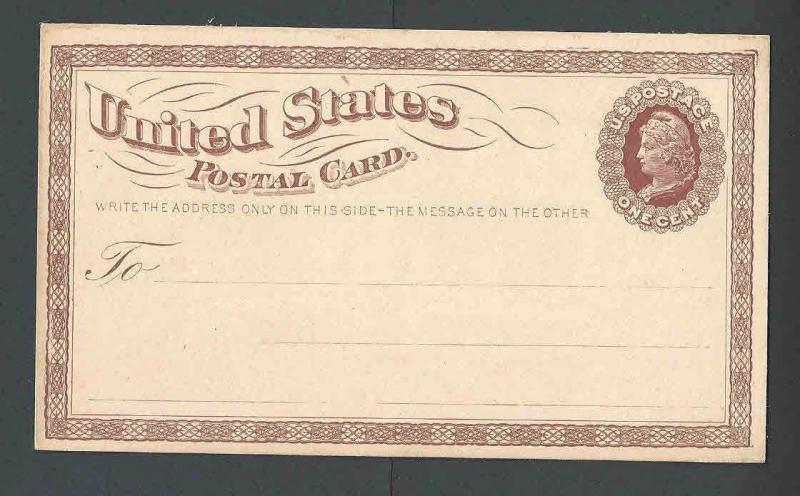 United States
POSTAL CARD.
U.S. POSTAGE
ONE CENT
WRITE THE ADDRESS ONLY ON THIS SIDE-THE MESSAGE ON THE OTHER
To